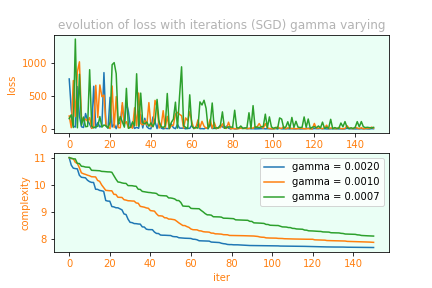 evolution of loss with iterations (SGD) gamma varying
loss
1000
500
0
0 20 40 60 80 100 120 140
complexity
11
10
9
8
gamma = 0.0020
gamma = 0.0010
gamma = 0.0007
0 20 40 60 80 100 120 140
iter